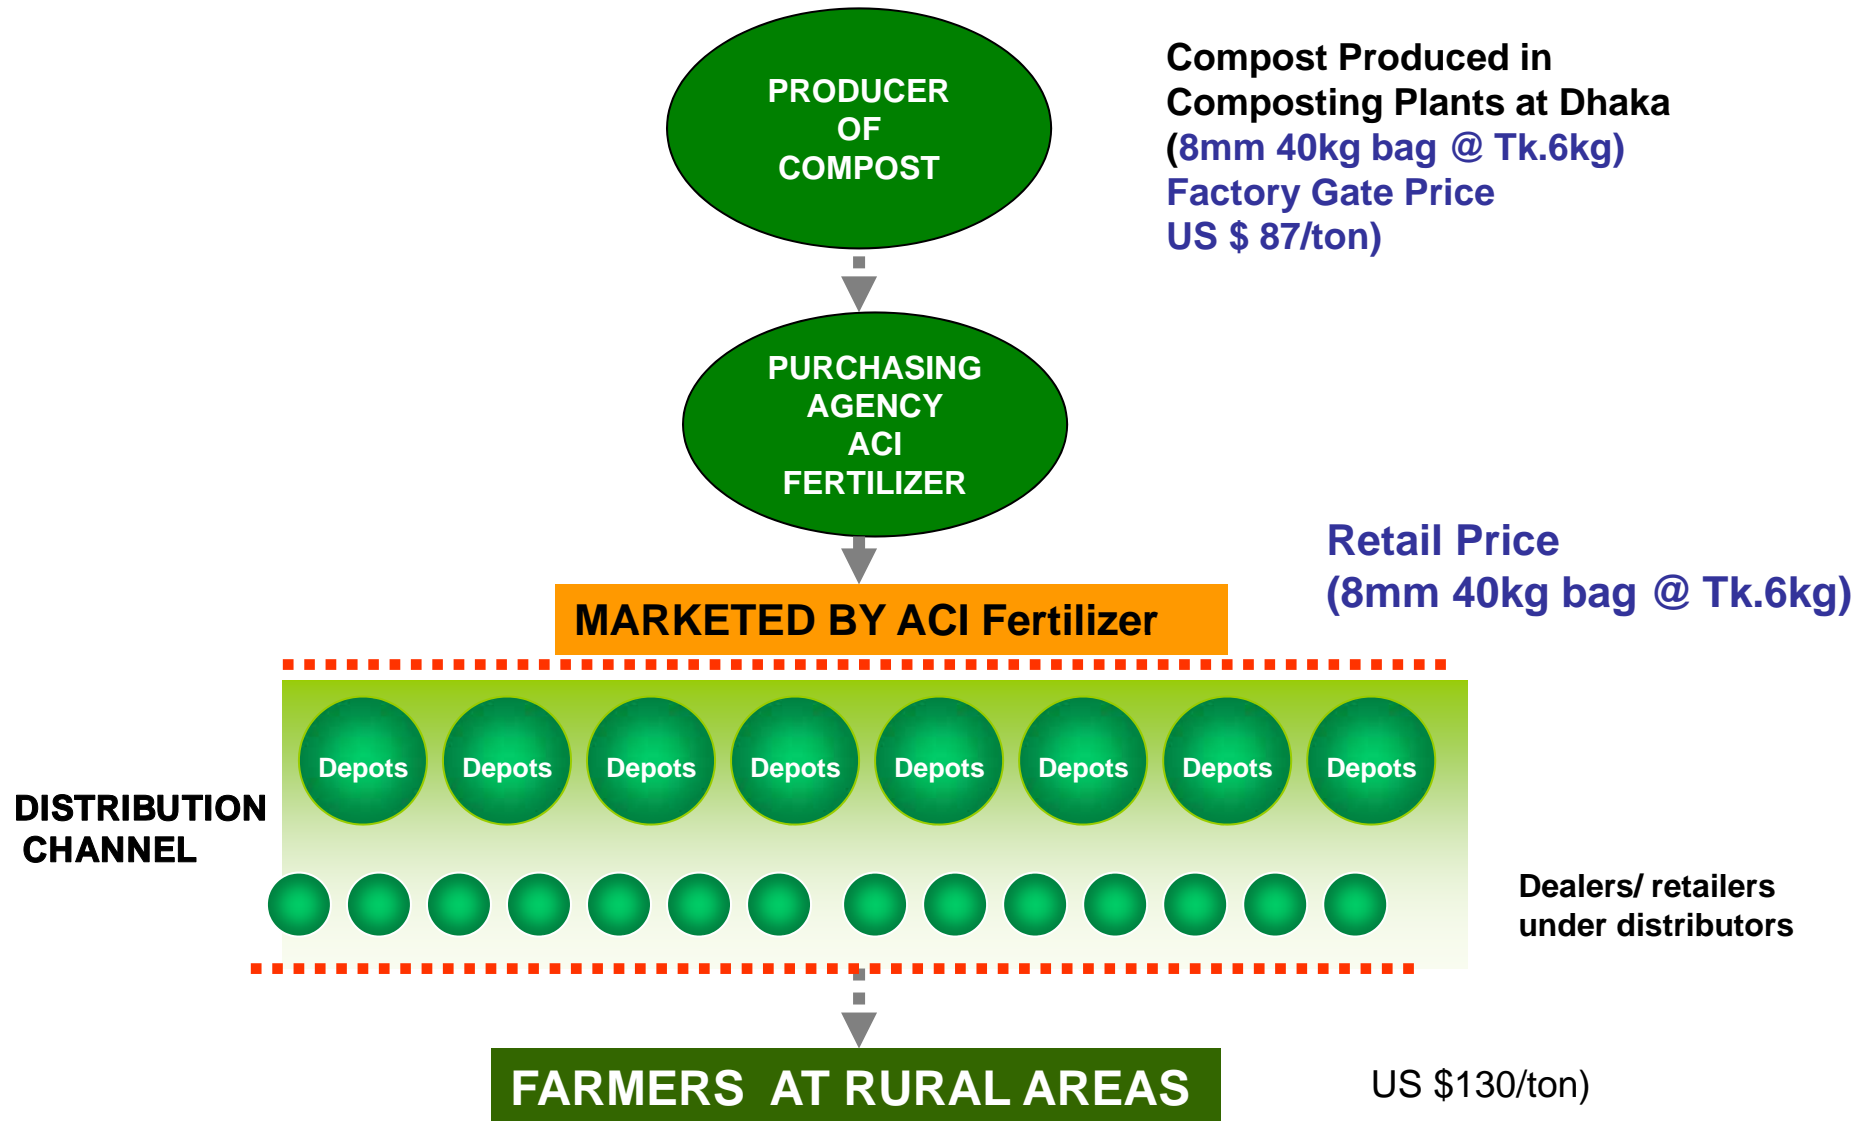 PRODUCER
OF
COMPOST
Compost Produced in
Composting Plants at Dhaka
(8mm 40kg bag @ Tk.6kg)
Factory Gate Price
US $ 87/ton)
PURCHASING
AGENCY
ACI
FERTILIZER
Retail Price
(8mm 40kg bag @ Tk.6kg)
MARKETED BY ACI Fertilizer
Depots Depots Depots Depots Depots Depots Depots Depots
DISTRIBUTION
CHANNEL
Dealers/ retailers
under distributors
FARMERS AT RURAL AREAS
US $130/ton)